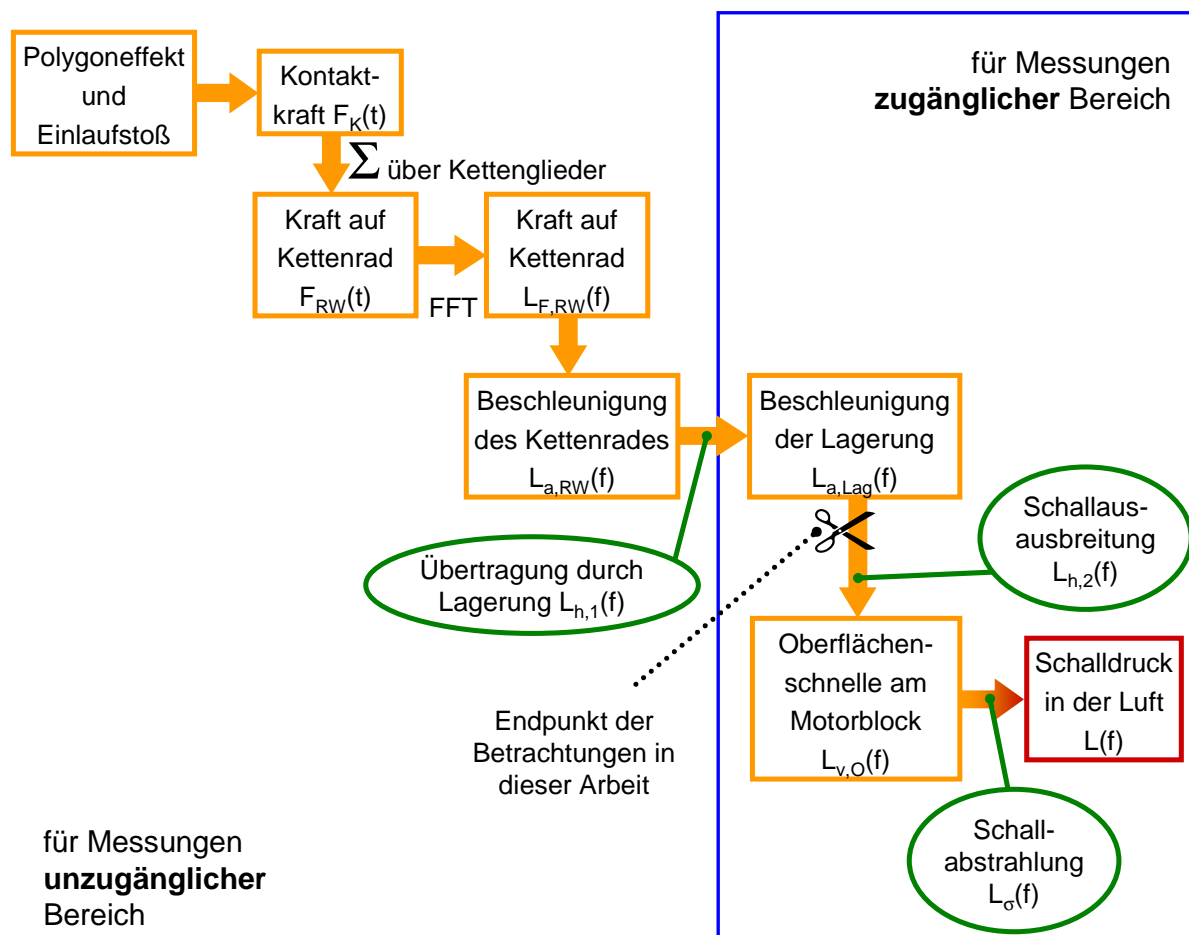 Polygoneffekt
und
Einlaufstoß
Kontakt-
kraft F_K(t)
für Messungen
zugänglicher Bereich
Σ über Kettenglieder
Kraft auf
Kettenrad
F_RW(t)
FFT
Kraft auf
Kettenrad
L_F,RW(f)
Beschleunigung
des Kettenrades
L_a,RW(f)
Beschleunigung
der Lagerung
L_a,Lag(f)
Übertragung durch
Lagerung L_h,1(f)
Schallaus-
ausbreitung
L_h,2(f)
Oberflächen-
schnelle am
Motorblock
L_v,O(f)
Schalldruck
in der Luft
L(f)
Endpunkt der
Betrachtungen in
dieser Arbeit
Schall-
abstrahlung
L_σ(f)
für Messungen
unzugänglicher
Bereich